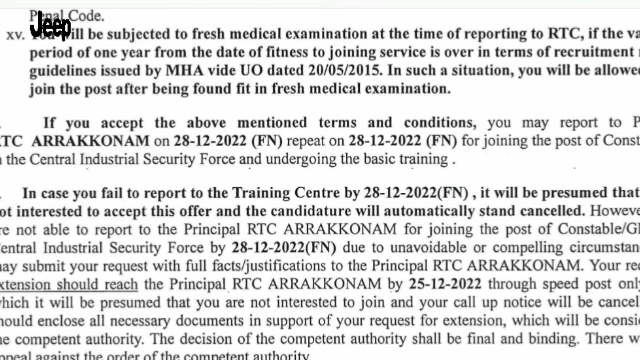 Penal Code.
Jeep
xv. will be subjected to fresh medical examination at the time of reporting to RTC, if the va
period of one year from the date of fitness to joining service is over in terms of recruitment
guidelines issued by MHA vide UO dated 20/05/2015. In such a situation, you will be allowe
join the post after being found fit in fresh medical examination.
If you accept the above mentioned terms and conditions, you may report to P
RTC ARRAKKONAM on 28-12-2022 (FN) repeat on 28-12-2022 (FN) for joining the post of Const
n the Central Industrial Security Force and undergoing the basic training .
In case you fail to report to the Training Centre by 28-12-2022(FN) , it will be presumed that
ot interested to accept this offer and the candidature will automatically stand cancelled. Howeve
re not able to report to the Principal RTC ARRAKKONAM for joining the post of Constable/GI
entral Industrial Security Force by 28-12-2022(FN) due to unavoidable or compelling circumstan
nay submit your request with full facts/justifications to the Principal RTC ARRAKKONAM. Your req
extension should reach the Principal RTC ARRAKKONAM by 25-12-2022 through speed post only
which it will be presumed that you are not interested to join and your call up notice will be cancel
hould enclose all necessary documents in support of your request for extension, which will be consi
he competent authority. The decision of the competent authority shall be final and binding. There w
ppeal against the order of the competent authority.